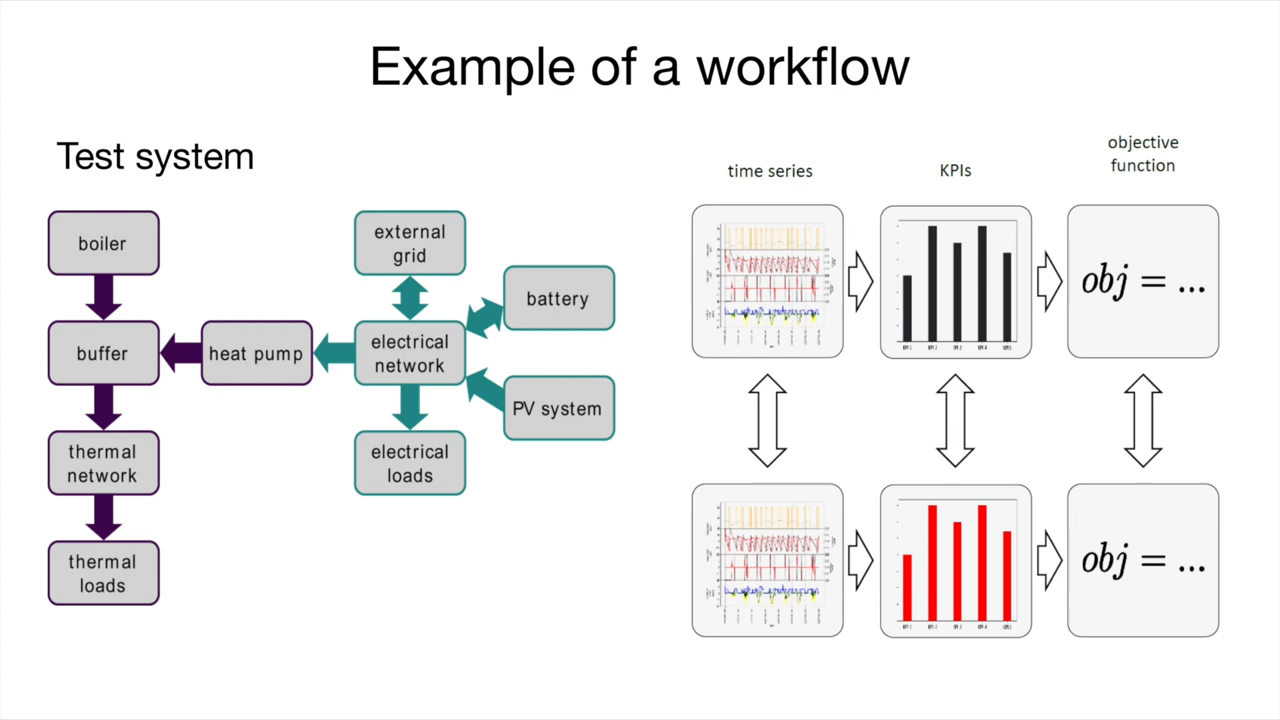 Example of a workflow
Test system
boiler
buffer
thermal
network
thermal
loads
heat pump
external
grid
electrical
network
electrical
loads
battery
PV system
time series
KPIs
objective
function
obj = ...
obj = ...